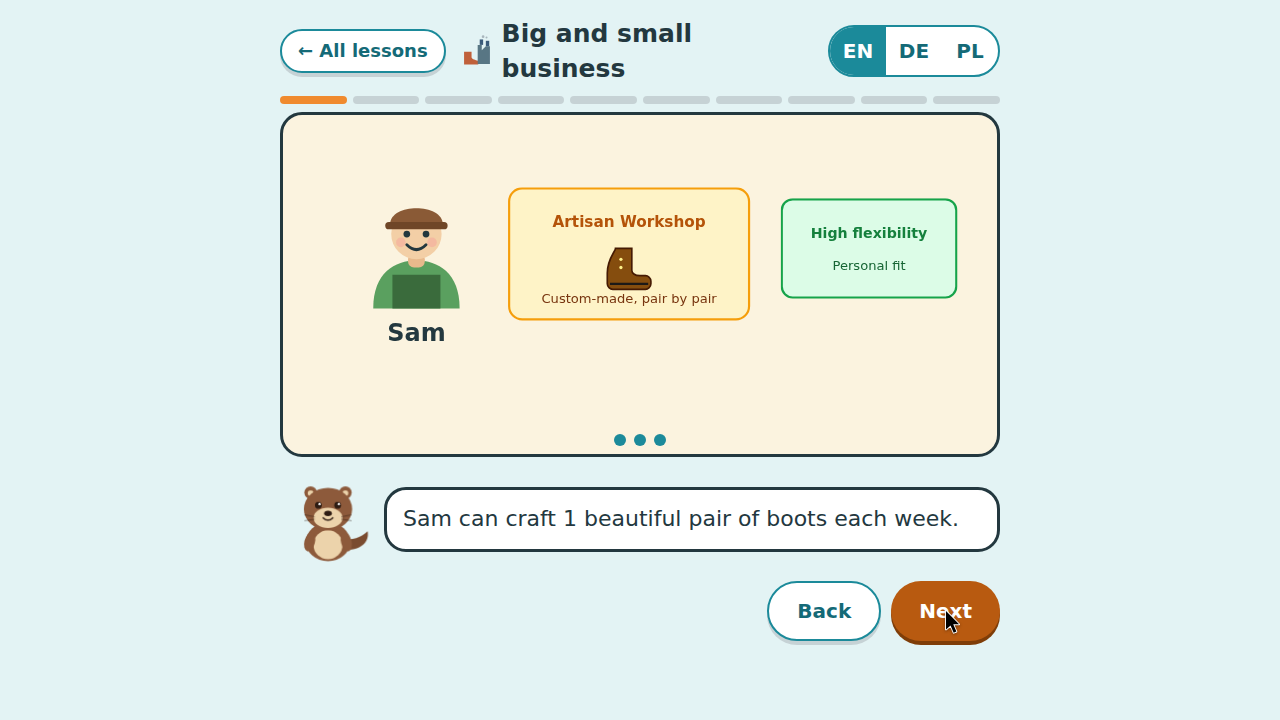 ← All lessons
Big and small
business
EN DE PL
Artisan Workshop
Custom-made, pair by pair
High flexibility
Personal fit
Sam
Sam can craft 1 beautiful pair of boots each week.
Back
Next